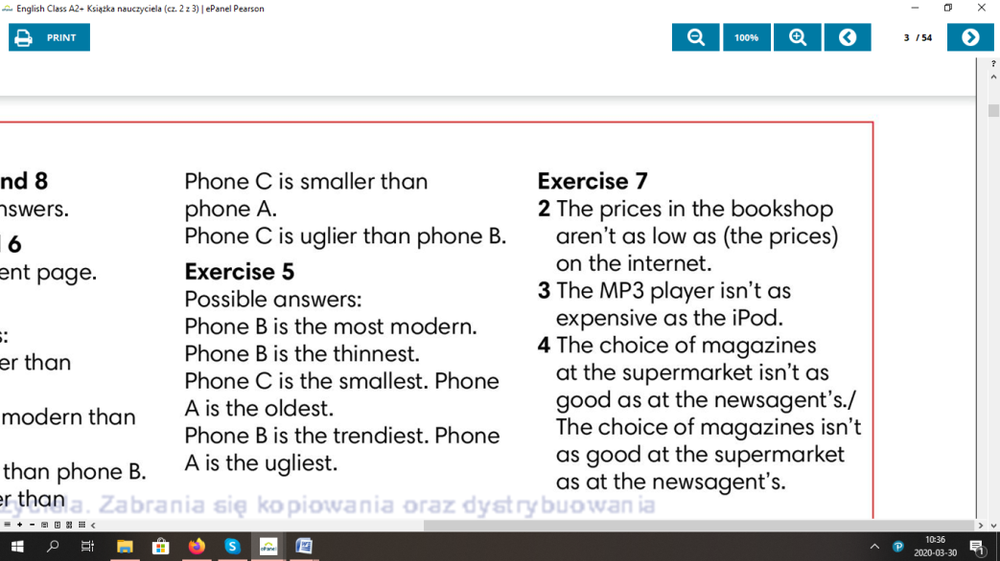 English Class A2+ Książka nauczyciela (cz. 2 z 3) | ePanel Pearson
PRINT
100%
3 / 54
nd 8
nswers.
6
ent page.
s:
er than
modern than
than phone B.
er than
Phone C is smaller than
phone A.
Phone C is uglier than phone B.
Exercise 5
Possible answers:
Phone B is the most modern.
Phone B is the thinnest.
Phone C is the smallest. Phone
A is the oldest.
Phone B is the trendiest. Phone
A is the ugliest.
Exercise 7
2 The prices in the bookshop
aren't as low as (the prices)
on the internet.
3 The MP3 player isn't as
expensive as the iPod.
4 The choice of magazines
at the supermarket isn't as
good as at the newsagent's./
The choice of magazines isn't
as good at the supermarket
as at the newsagent's.
Zabrania się kopiowania oraz dystrybuowania
10:36
2020-03-30